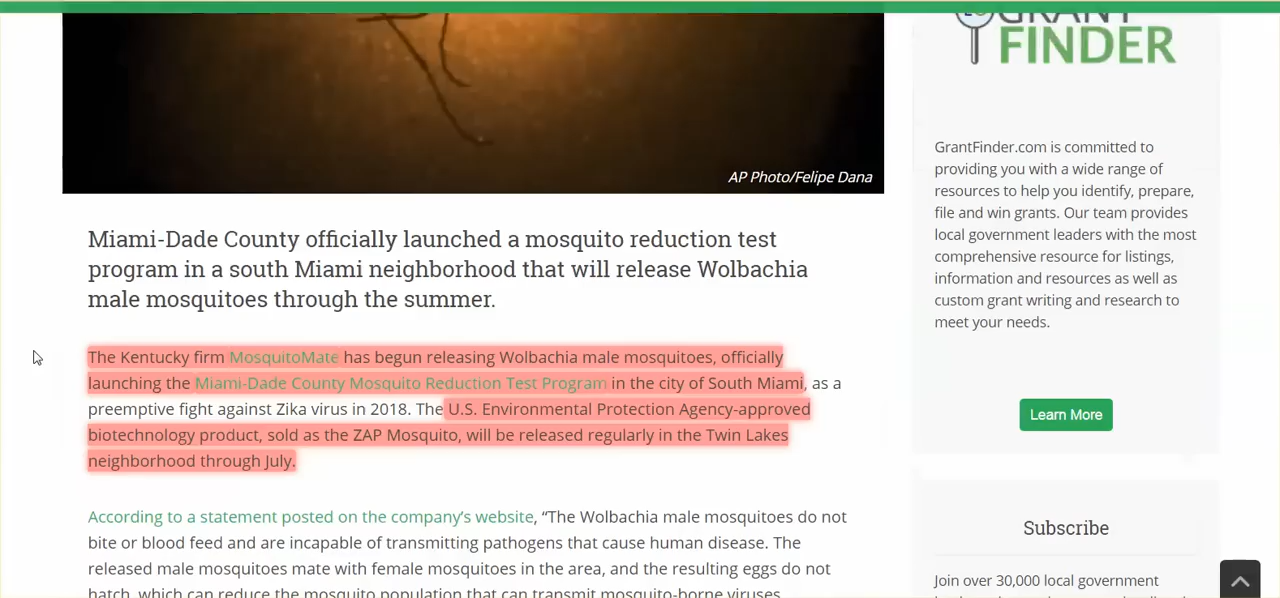 GRANT
FINDER
AP Photo/Felipe Dana
Miami-Dade County officially launched a mosquito reduction test
program in a south Miami neighborhood that will release Wolbachia
male mosquitoes through the summer.
The Kentucky firm MosquitoMate has begun releasing Wolbachia male mosquitoes, officially
launching the Miami-Dade County Mosquito Reduction Test Program in the city of South Miami, as a
preemptive fight against Zika virus in 2018. The U.S. Environmental Protection Agency-approved
biotechnology product, sold as the ZAP Mosquito, will be released regularly in the Twin Lakes
neighborhood through July.
According to a statement posted on the company's website, “The Wolbachia male mosquitoes do not
bite or blood feed and are incapable of transmitting pathogens that cause human disease. The
released male mosquitoes mate with female mosquitoes in the area, and the resulting eggs do not
hatch, which can reduce the mosquito population that can transmit mosquito-borne viruses
GrantFinder.com is committed to
providing you with a wide range of
resources to help you identify, prepare,
file and win grants. Our team provides
local government leaders with the most
comprehensive resource for listings,
information and resources as well as
custom grant writing and research to
meet your needs.
Learn More
Subscribe
Join over 30,000 local government